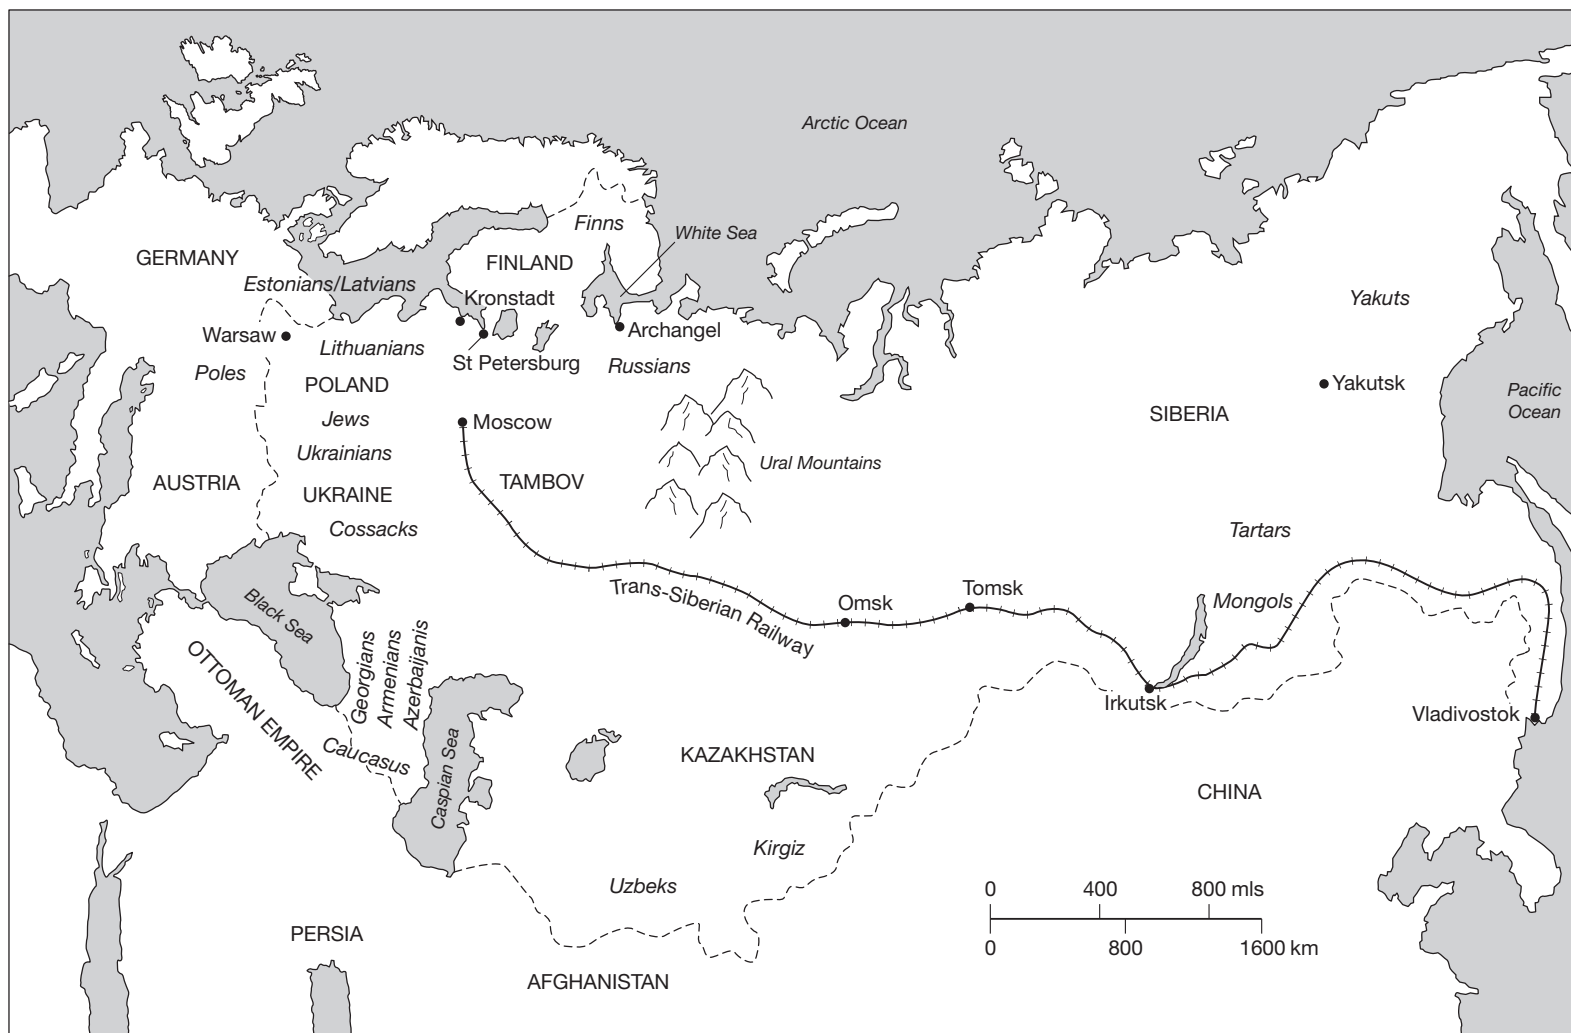 Arctic Ocean
Finns
White Sea
GERMANY
FINLAND
Estonians/Latvians
Kronstadt
Yakuts
Warsaw
Archangel
Lithuanians
St Petersburg
Russians
Poles
POLAND
Yakutsk
Pacific
Ocean
Jews
Moscow
SIBERIA
Ukrainians
Ural Mountains
AUSTRIA
TAMBOV
UKRAINE
Cossacks
Tartars
Trans-Siberian Railway
Omsk
Tomsk
Mongols
Black Sea
OTTOMAN EMPIRE
Georgians
Armenians
Azerbaijanis
Irkutsk
Vladivostok
Caucasus
Caspian Sea
KAZAKHSTAN
CHINA
Kirgiz
Uzbeks
0 400 800 mls
0 800 1600 km
PERSIA
AFGHANISTAN